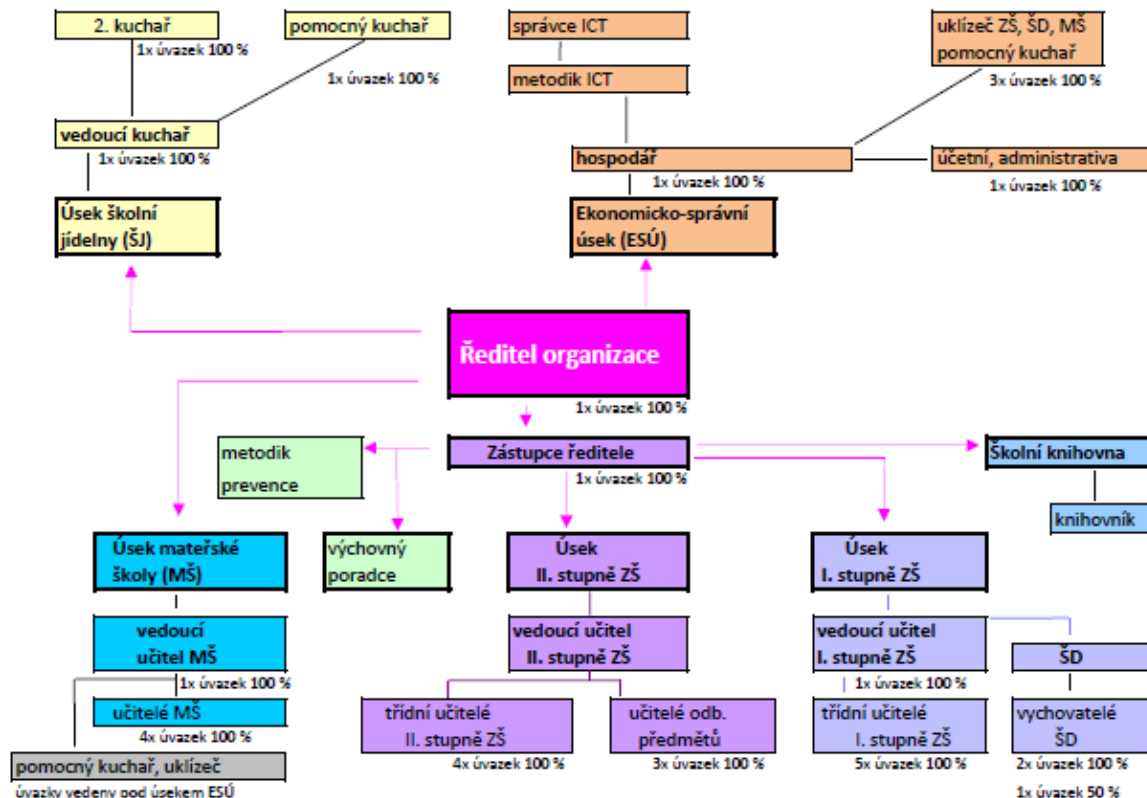 2. kuchař
1x úvazek 100 %
pomocný kuchař
1x úvazek 100 %
vedoucí kuchař
1x úvazek 100 %
Úsek školní
jídelny (ŠJ)
správce ICT
metodik ICT
uklízeč ZŠ, ŠD, MŠ
pomocný kuchař
3x úvazek 100 %
hospodář
1x úvazek 100 %
účetní, administrativa
1x úvazek 100 %
Ekonomicko-správní
úsek (ESÚ)
Ředitel organizace
1x úvazek 100 %
Zástupce ředitele
1x úvazek 100 %
metodik
prevence
výchovný
poradce
Školní knihovna
knihovník
Úsek mateřské
školy (MŠ)
vedoucí
učitel MŠ
1x úvazek 100 %
učitelé MŠ
4x úvazek 100 %
pomocný kuchař, uklízeč
úvazky vedeny pod úsekem ESÚ
Úsek
II. stupně ZŠ
vedoucí učitel
II. stupně ZŠ
třídní učitelé
II. stupně ZŠ
4x úvazek 100 %
učitelé odb.
předmětů
3x úvazek 100 %
Úsek
I. stupně ZŠ
vedoucí učitel
I. stupně ZŠ
1x úvazek 100 %
třídní učitelé
I. stupně ZŠ
5x úvazek 100 %
ŠD
vychovatelé
ŠD
2x úvazek 100 %
1x úvazek 50 %